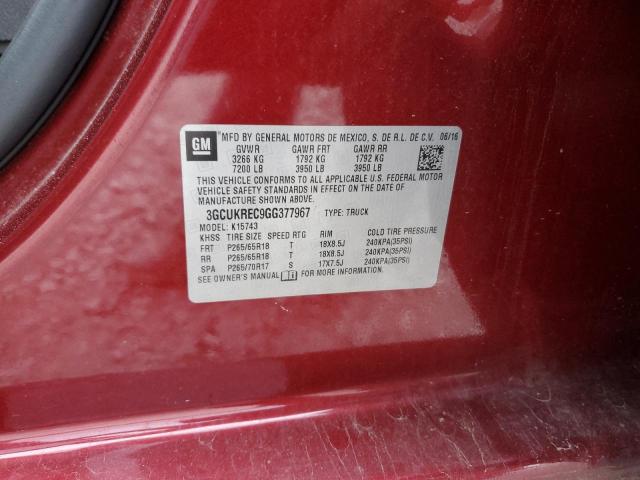 GM
MFD BY GENERAL MOTORS DE MEXICO, S. DE R.L. DE C.V. 06/16
GVWR GAWR FRT GAWR RR
3266 KG 1792 KG 1792 KG
7200 LB 3950 LB 3950 LB
THIS VEHICLE CONFORMS TO ALL APPLICABLE U.S. FEDERAL MOTOR
VEHICLE SAFETY STANDARDS IN EFFECT ON THE DATE OF
MANUFACTURE SHOWN ABOVE.
3GCUKREC9GG377967 TYPE: TRUCK
MODEL: K15743
KHSS TIRE SIZE SPEED RTG RIM COLD TIRE PRESSURE
FRT P265/65R18 T 18X8.5J 240KPA(35PSI)
RR P265/65R18 T 18X8.5J 240KPA(35PSI)
SPA P265/70R17 S 17X7.5J 240KPA(35PSI)
SEE OWNER'S MANUAL FOR MORE INFORMATION.